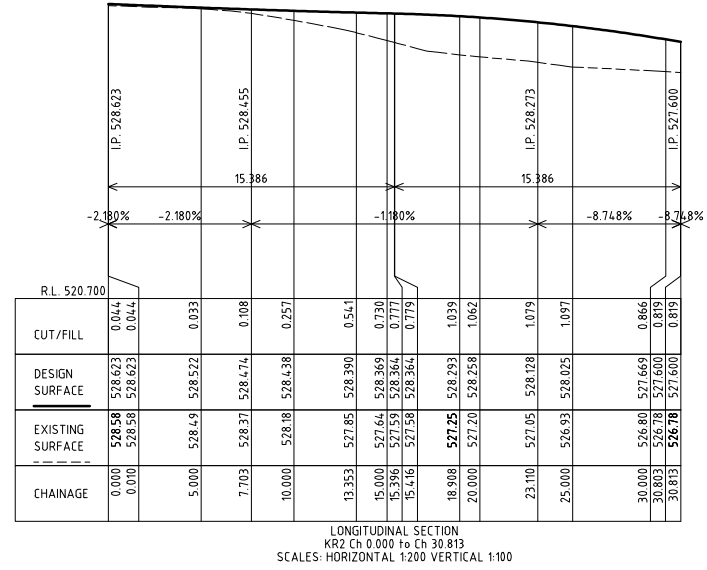 I.P. 528.623
I.P. 528.455
I.P. 528.273
I.P. 527.600
15.386 15.386
-2.180% -2.180% -1.180% -8.748% -8.748%
R.L. 520.700
CUT/FILL 0.044 0.044 0.033 0.108 0.257 0.541 0.730 0.777 0.779 1.039 1.062 1.079 1.097 0.866 0.819 0.819
DESIGN
SURFACE 528.623 528.623 528.522 528.474 528.438 528.390 528.369 528.364 528.364 528.293 528.258 528.128 528.025 527.669 527.600 527.600
EXISTING
SURFACE 528.58 528.58 528.49 528.37 528.18 527.85 527.64 527.59 527.58 527.25 527.20 527.05 526.93 526.80 526.78 526.78
CHAINAGE 0.000 0.010 5.000 7.703 10.000 13.353 15.000 15.396 15.416 18.908 20.000 23.110 25.000 30.000 30.803 30.813
LONGITUDINAL SECTION
KR2 Ch 0.000 to Ch 30.813
SCALES: HORIZONTAL 1:200 VERTICAL 1:100